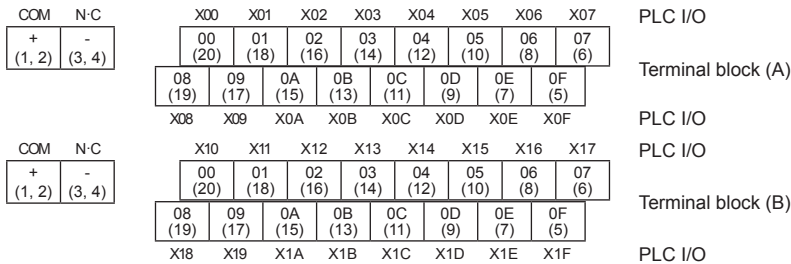 COM N·C X00 X01 X02 X03 X04 X05 X06 X07 PLC I/O
+ - 00 01 02 03 04 05 06 07
(1, 2) (3, 4) (20) (18) (16) (14) (12) (10) (8) (6)
Terminal block (A)
08 09 0A 0B 0C 0D 0E 0F
(19) (17) (15) (13) (11) (9) (7) (5)
X08 X09 X0A X0B X0C X0D X0E X0F PLC I/O
COM N·C X10 X11 X12 X13 X14 X15 X16 X17 PLC I/O
+ - 00 01 02 03 04 05 06 07
(1, 2) (3, 4) (20) (18) (16) (14) (12) (10) (8) (6)
Terminal block (B)
08 09 0A 0B 0C 0D 0E 0F
(19) (17) (15) (13) (11) (9) (7) (5)
X18 X19 X1A X1B X1C X1D X1E X1F PLC I/O